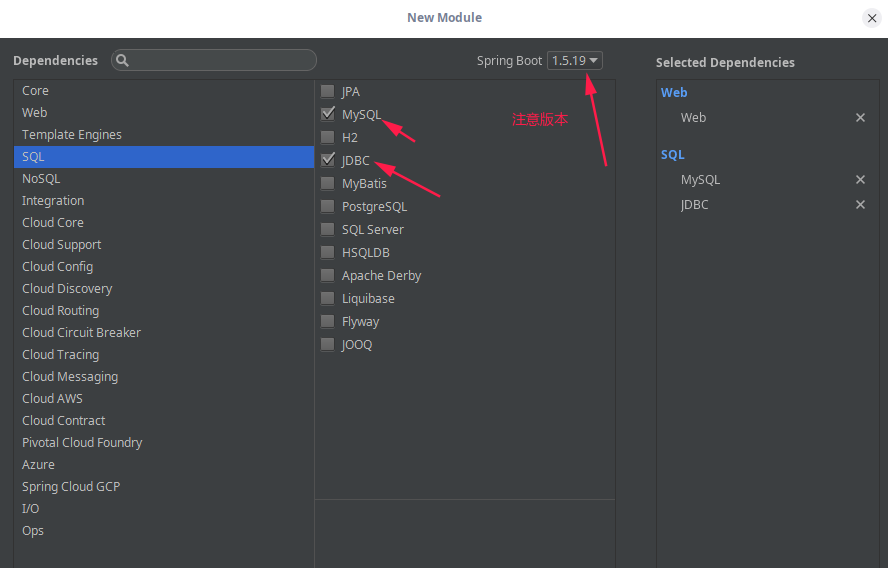 New Module
Dependencies
Spring Boot 1.5.19
Selected Dependencies
Core
Web
Template Engines
SQL
NoSQL
Integration
Cloud Core
Cloud Support
Cloud Config
Cloud Discovery
Cloud Routing
Cloud Circuit Breaker
Cloud Tracing
Cloud Messaging
Cloud AWS
Cloud Contract
Pivotal Cloud Foundry
Azure
Spring Cloud GCP
I/O
Ops
JPA
MySQL
H2
JDBC
MyBatis
PostgreSQL
SQL Server
HSQLDB
Apache Derby
Liquibase
Flyway
JOOQ
注意版本
Web
Web
SQL
MySQL
JDBC